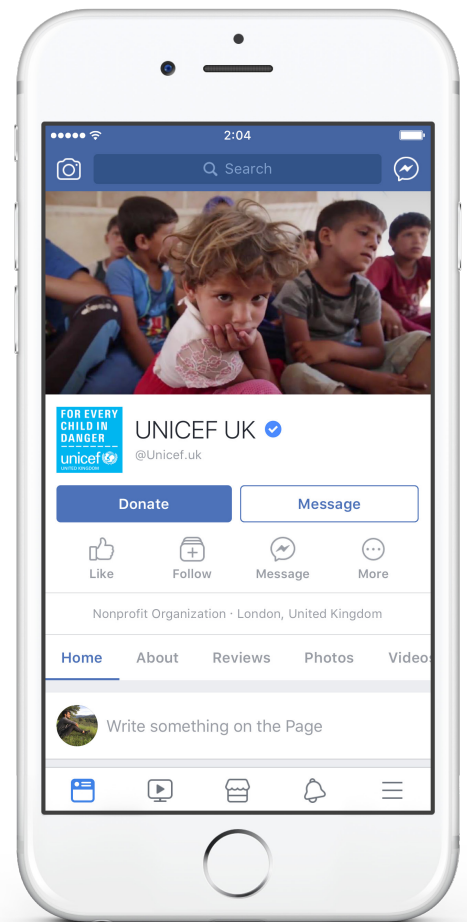 2:04
Search
FOR EVERY
CHILD IN
DANGER
unicef
UNITED KINGDOM
UNICEF UK
@Unicef.uk
Donate
Message
Like
Follow
Message
More
Nonprofit Organization · London, United Kingdom
Home
About
Reviews
Photos
Videos
Write something on the Page